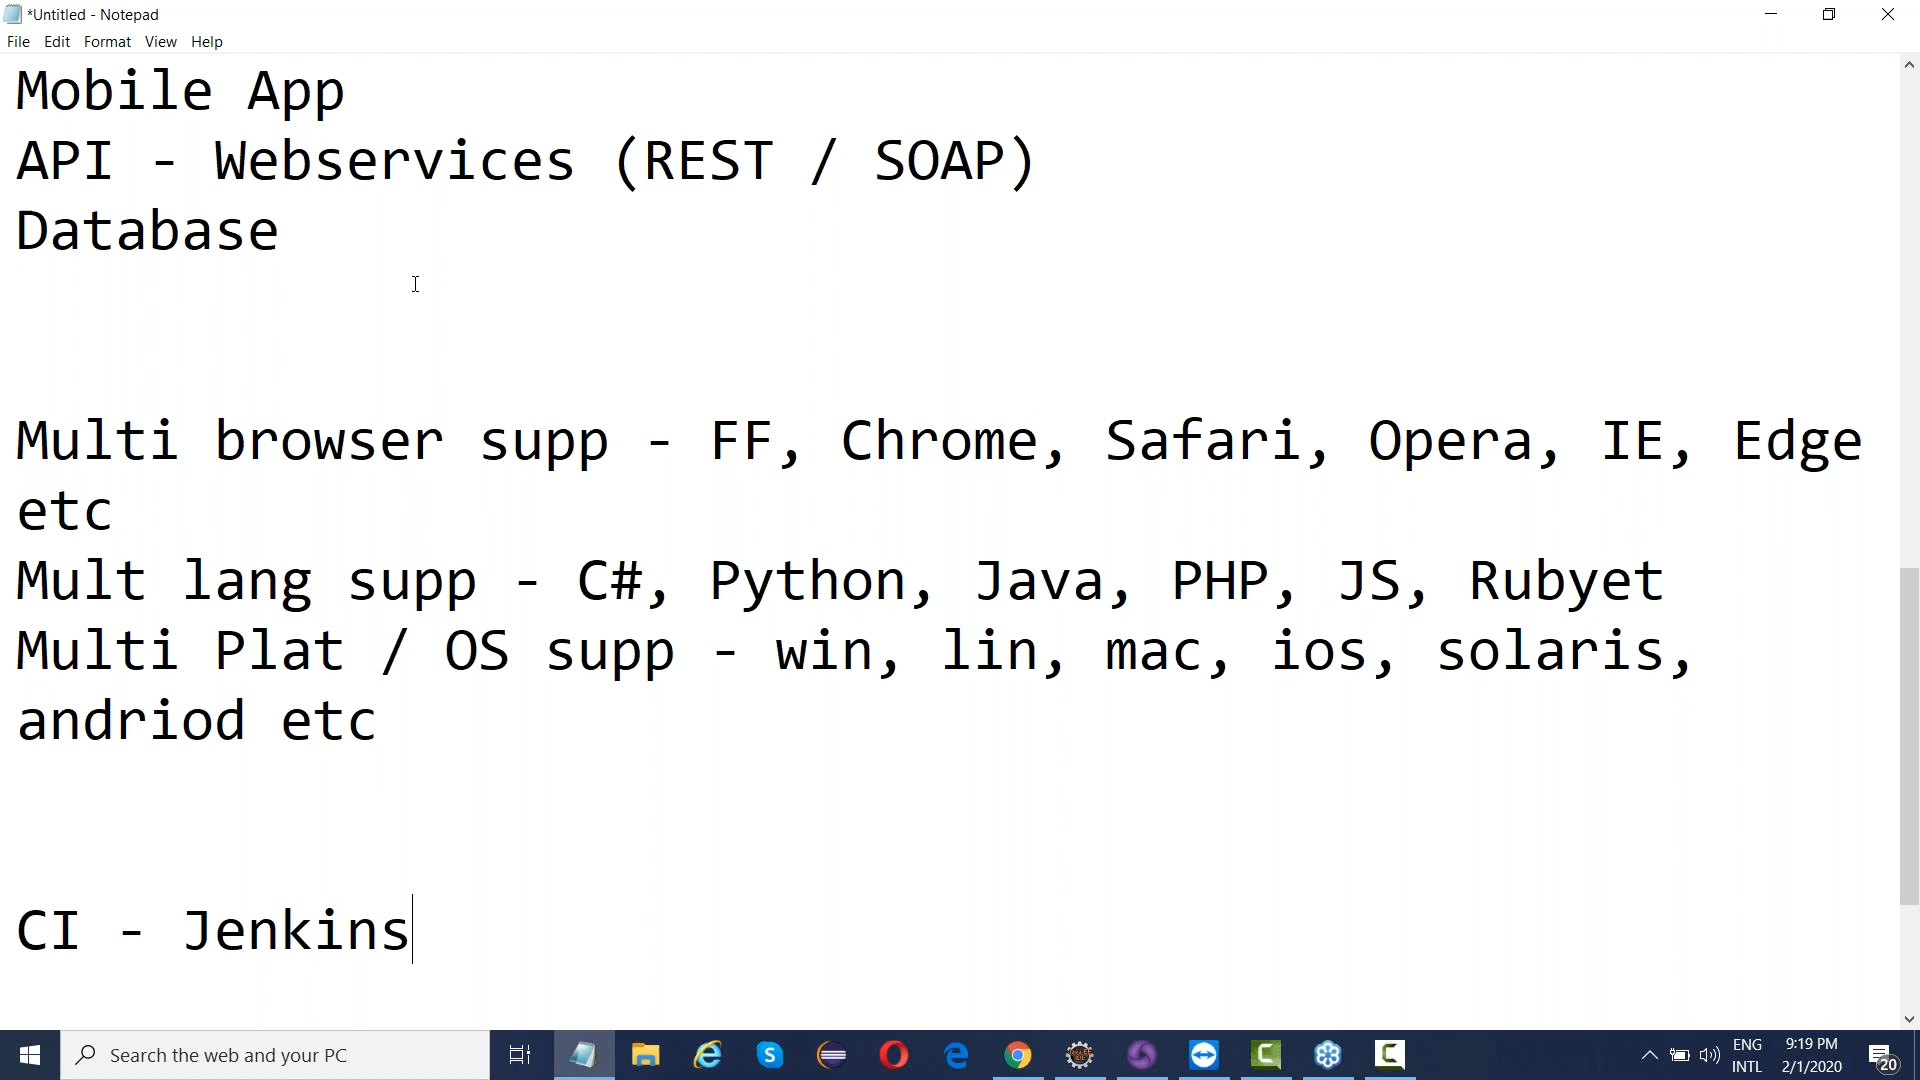 *Untitled - Notepad
File Edit Format View Help
Mobile App
API - Webservices (REST / SOAP)
Database
Multi browser supp - FF, Chrome, Safari, Opera, IE, Edge
etc
Mult lang supp - C#, Python, Java, PHP, JS, Rubyet
Multi Plat / OS supp - win, lin, mac, ios, solaris,
andriod etc
CI - Jenkins
Search the web and your PC
ENG
INTL
9:19 PM
2/1/2020
20